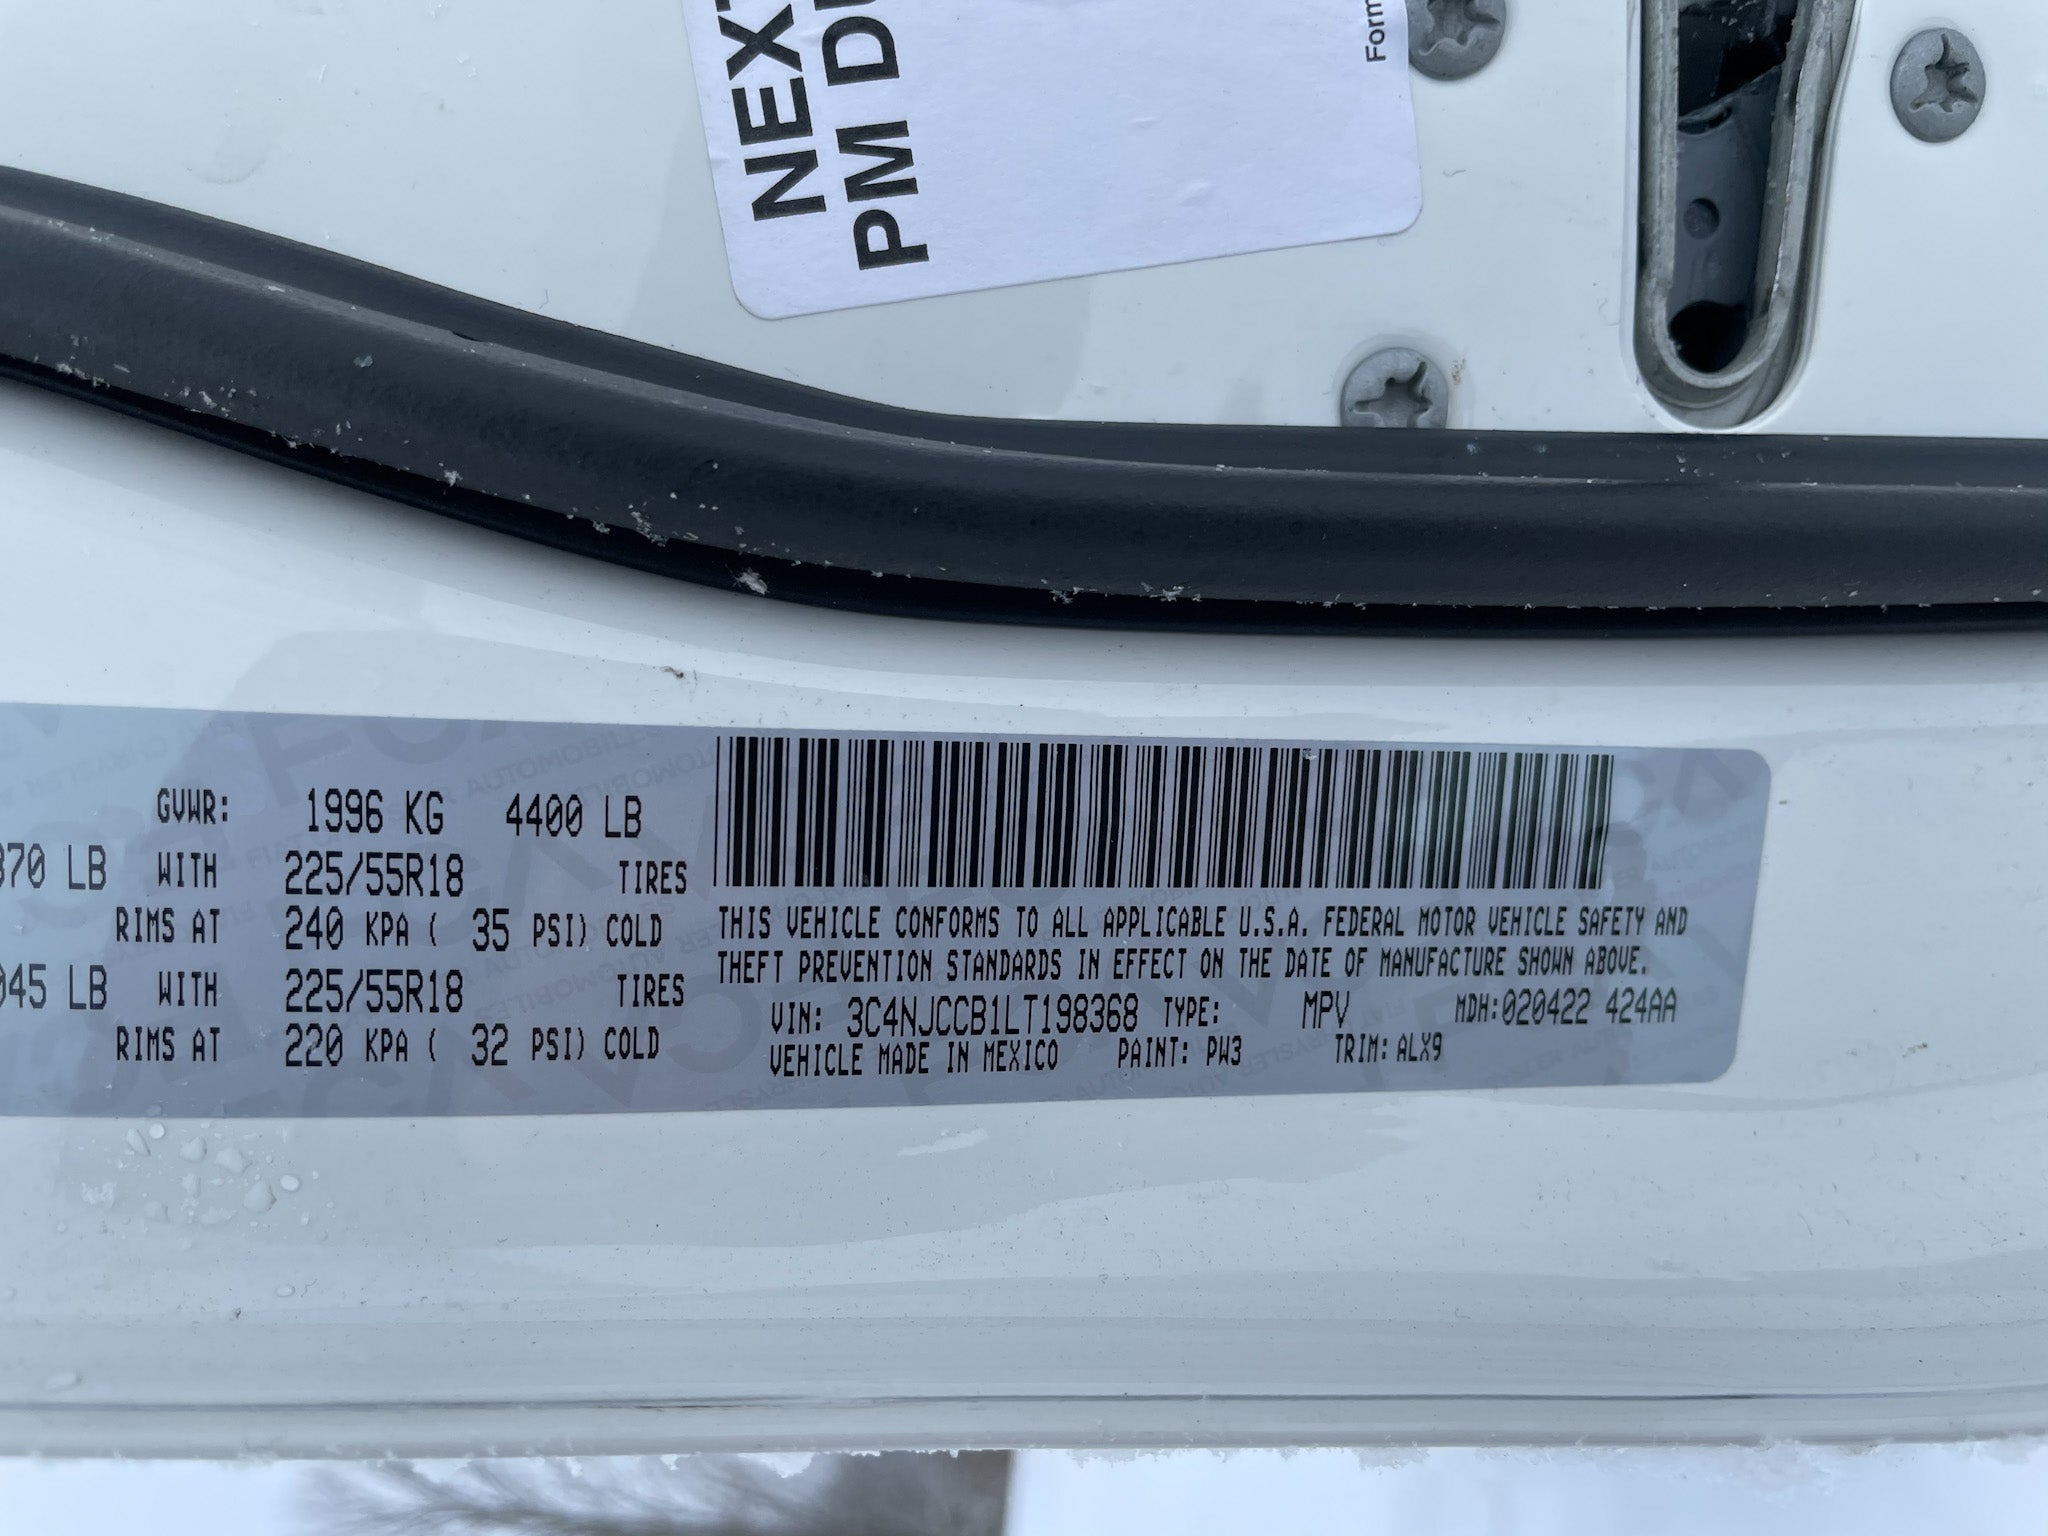 NEXT
PM D
Form
GVWR: 1996 KG 4400 LB
370 LB WITH 225/55R18 TIRES
RIMS AT 240 KPA ( 35 PSI) COLD
045 LB WITH 225/55R18 TIRES
RIMS AT 220 KPA ( 32 PSI) COLD
THIS VEHICLE CONFORMS TO ALL APPLICABLE U.S.A. FEDERAL MOTOR VEHICLE SAFETY AND
THEFT PREVENTION STANDARDS IN EFFECT ON THE DATE OF MANUFACTURE SHOWN ABOVE.
VIN: 3C4NJCCB1LT198368 TYPE: MPV MDH:020422 424AA
VEHICLE MADE IN MEXICO PAINT: PW3 TRIM: ALX9